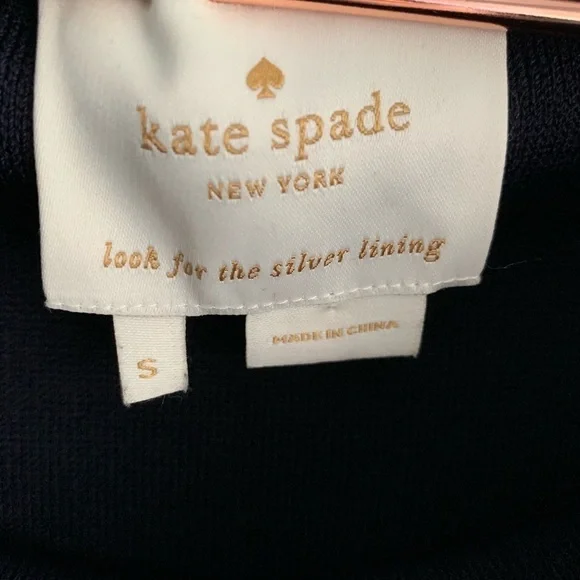 kate spade
NEW YORK
look for the silver lining
S
MADE IN CHINA